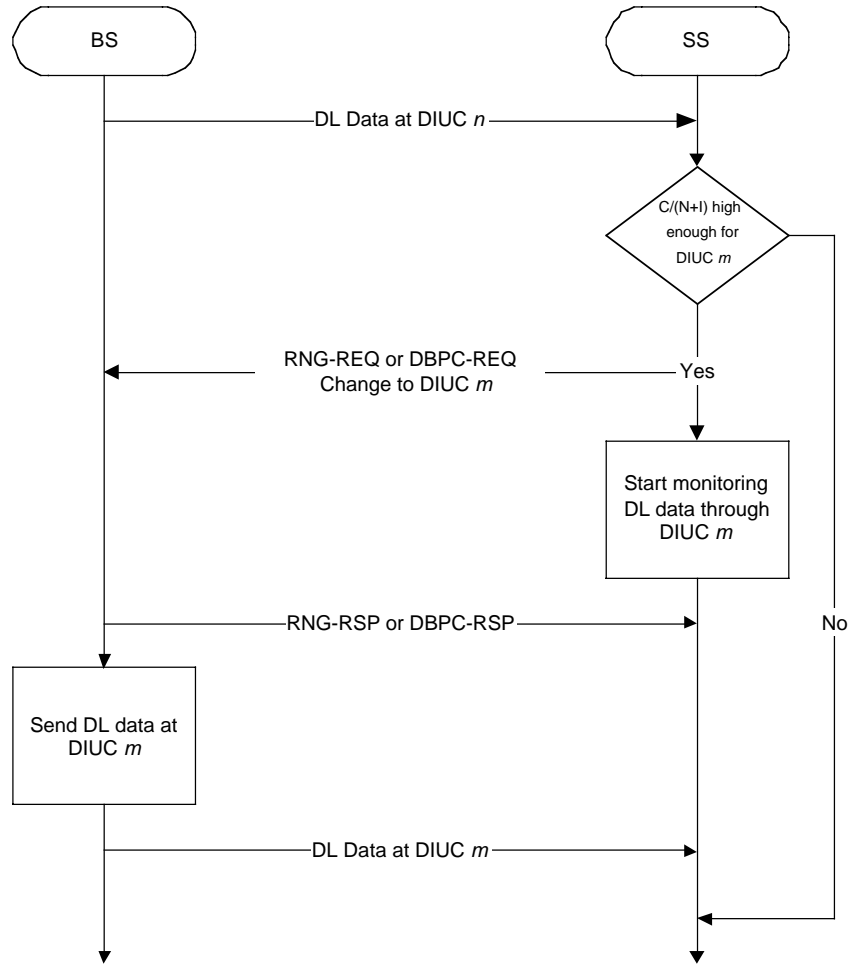 BS
SS
DL Data at DIUC n
C/(N+I) high
enough for
DIUC m
RNG-REQ or DBPC-REQ
Change to DIUC m
Yes
Start monitoring
DL data through
DIUC m
RNG-RSP or DBPC-RSP
No
Send DL data at
DIUC m
DL Data at DIUC m